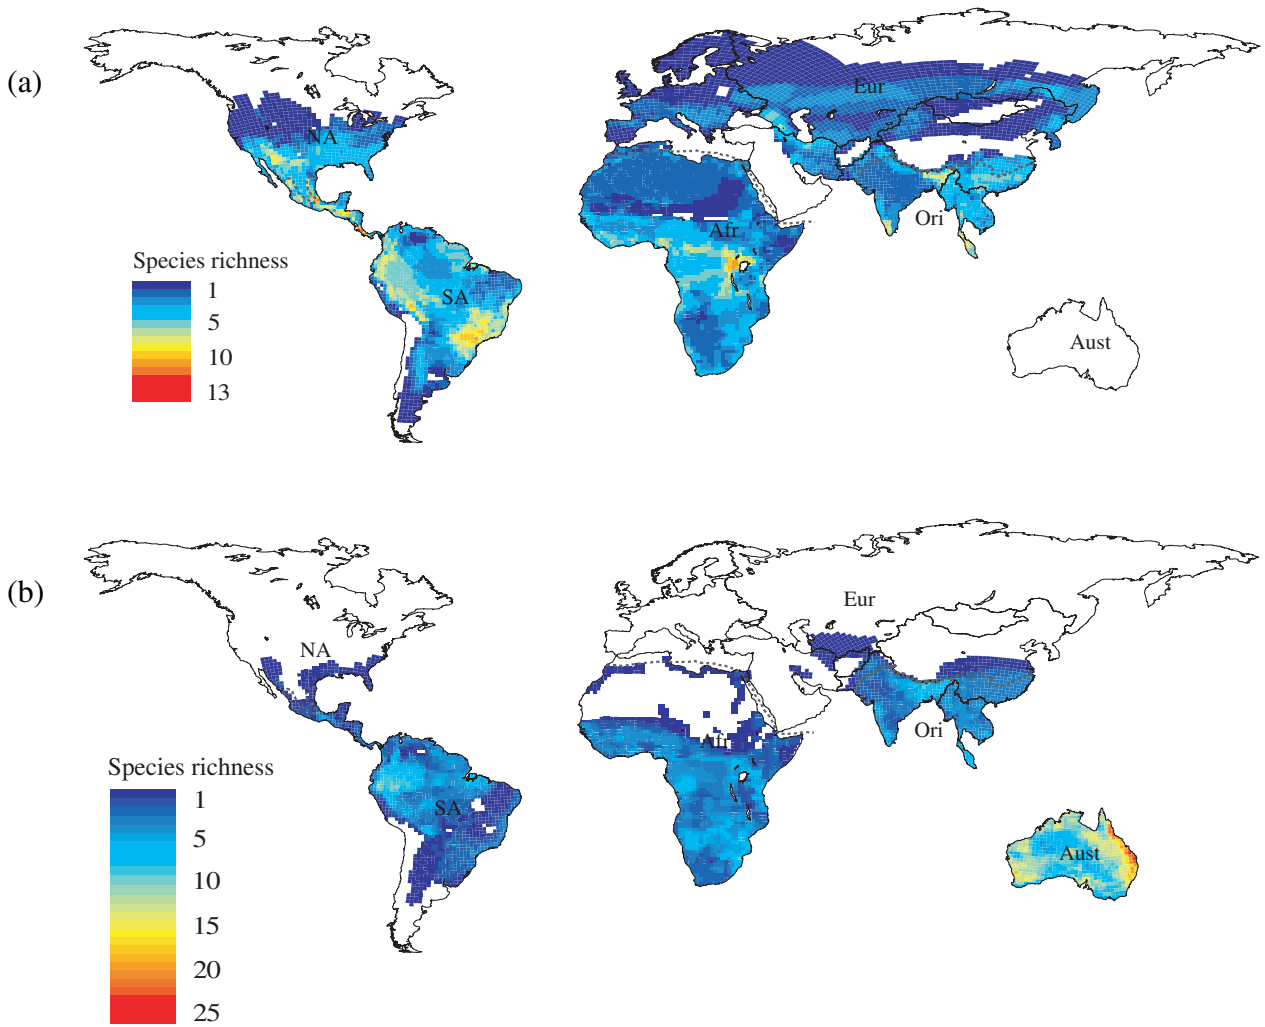 (a)
NA
Eur
Ori
Afr
SA
Aust
Species richness
1
5
10
13
(b)
NA
Eur
Ori
Afr
SA
Aust
Species richness
1
5
10
15
20
25